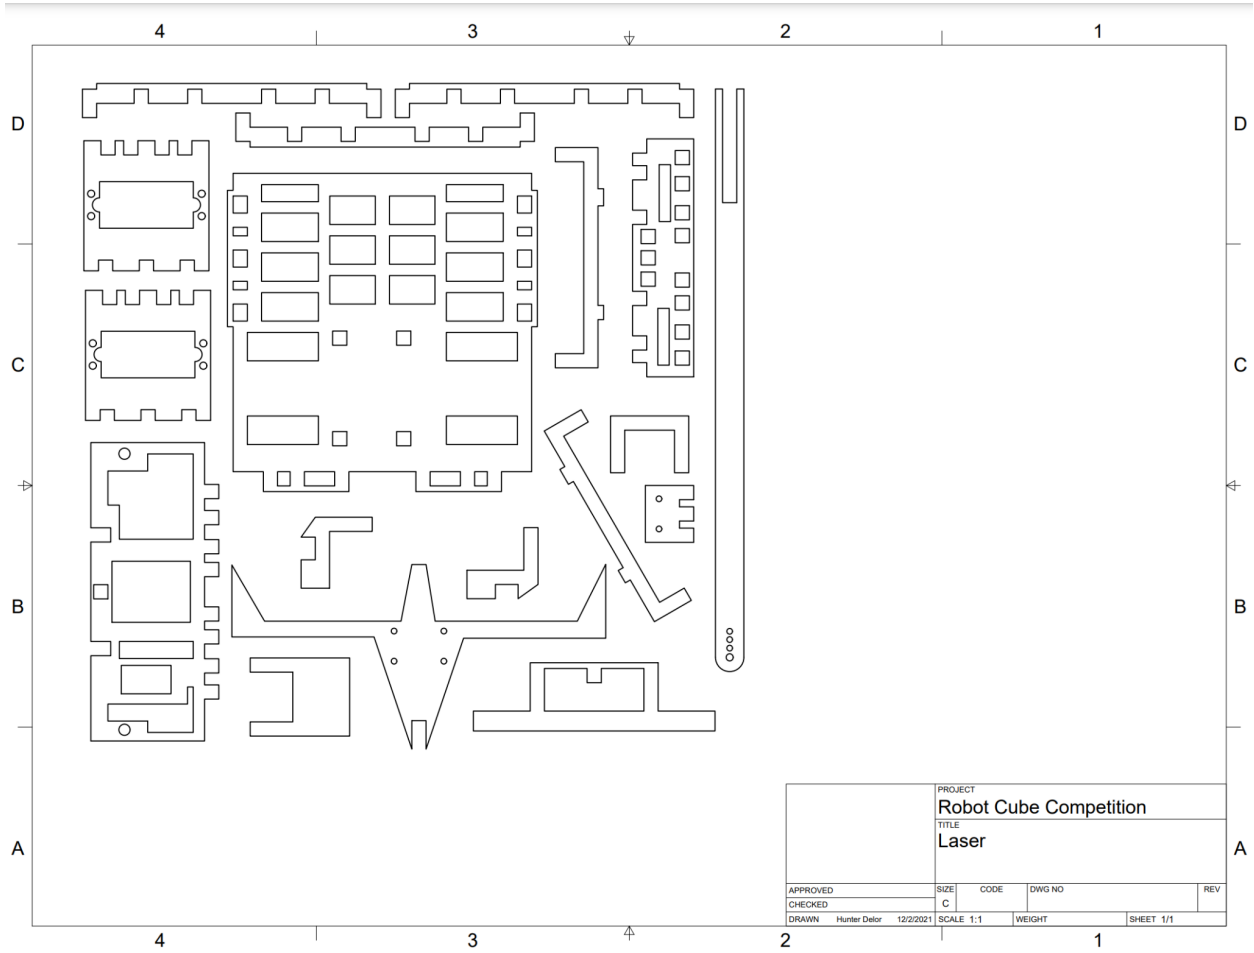 4 3 2 1
D D
C C
B B
PROJECT
Robot Cube Competition
TITLE
Laser
A A
APPROVED SIZE CODE DWG NO REV
CHECKED C
DRAWN Hunter Delor 12/2/2021 SCALE 1:1 WEIGHT SHEET 1/1
4 3 2 1